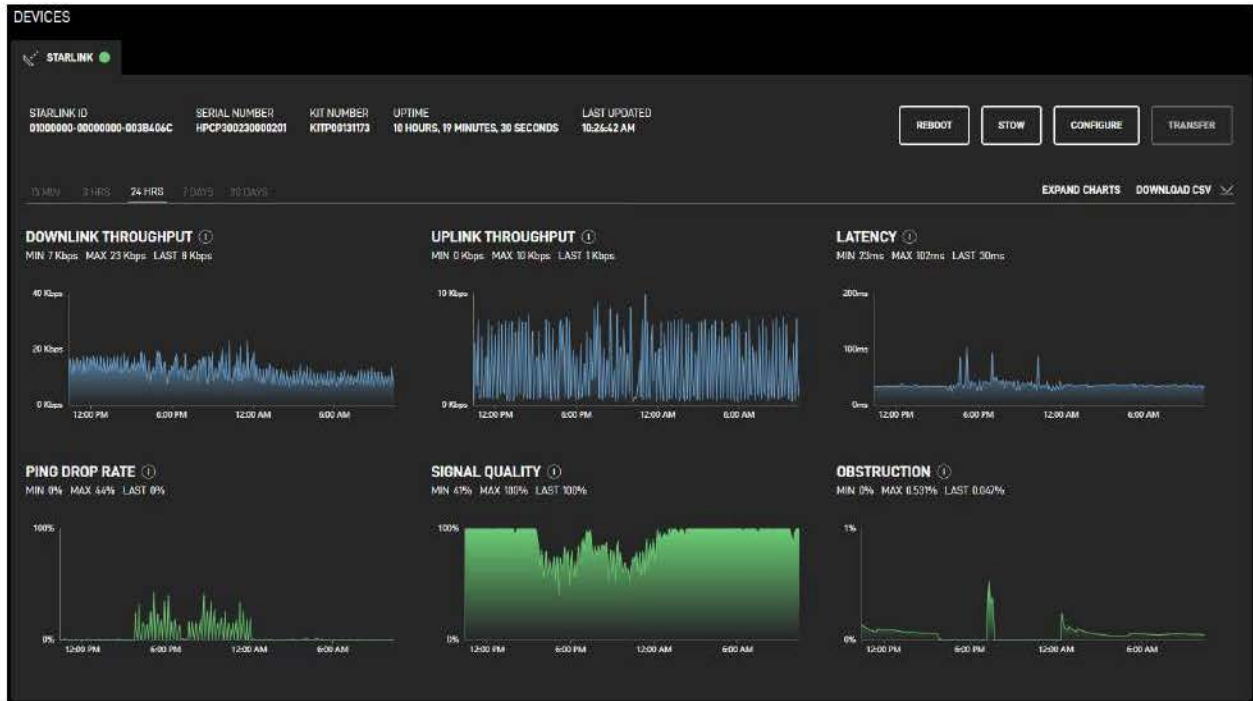 DEVICES
STARLINK
STARLINK ID SERIAL NUMBER KIT NUMBER UPTIME LAST UPDATED
01000000-00000000-003B406C HPCP300230000201 KITP00131173 10 HOURS, 19 MINUTES, 30 SECONDS 10:26:42 AM
REBOOT STOW CONFIGURE TRANSFER
15 MIN 3 HRS 24 HRS 7 DAYS 30 DAYS
EXPAND CHARTS DOWNLOAD CSV
DOWNLINK THROUGHPUT
MIN 7 Kbps MAX 23 Kbps LAST 8 Kbps
40 Kbps
20 Kbps
0 Kbps
12:00 PM 6:00 PM 12:00 AM 6:00 AM
UPLINK THROUGHPUT
MIN 0 Kbps MAX 10 Kbps LAST 1 Kbps
10 Kbps
0 Kbps
12:00 PM 6:00 PM 12:00 AM 6:00 AM
LATENCY
MIN 23ms MAX 102ms LAST 30ms
200ms
100ms
0ms
12:00 PM 6:00 PM 12:00 AM 6:00 AM
PING DROP RATE
MIN 0% MAX 44% LAST 0%
100%
0%
12:00 PM 6:00 PM 12:00 AM 6:00 AM
SIGNAL QUALITY
MIN 41% MAX 100% LAST 100%
100%
0%
12:00 PM 6:00 PM 12:00 AM 6:00 AM
OBSTRUCTION
MIN 0% MAX 0.531% LAST 0.047%
1%
0%
12:00 PM 6:00 PM 12:00 AM 6:00 AM